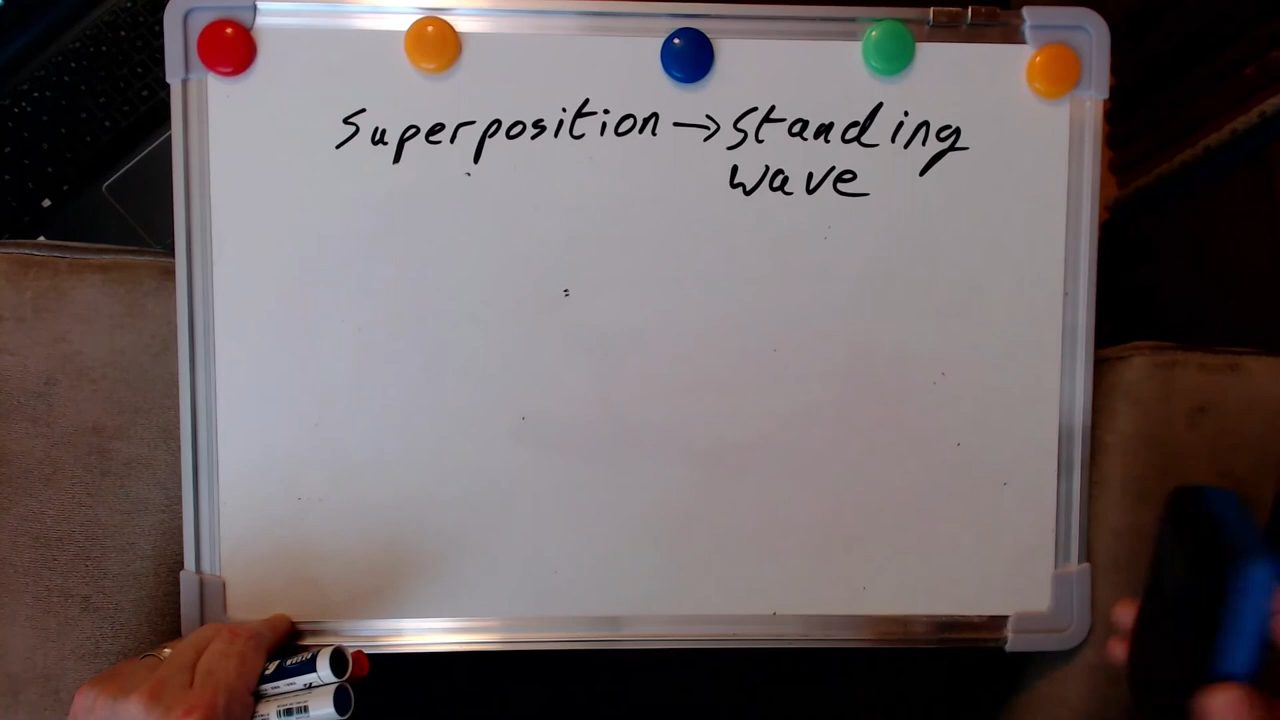 Superposition → Standing
wave